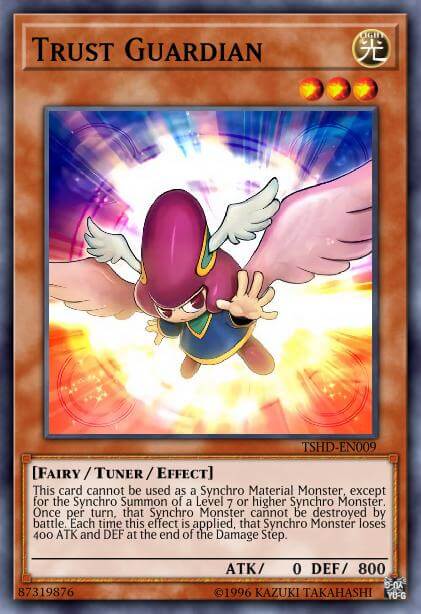 Trust Guardian
LIGHT
光
TSHD-EN009
[Fairy / Tuner / Effect]
This card cannot be used as a Synchro Material Monster, except
for the Synchro Summon of a Level 7 or higher Synchro Monster.
Once per turn, that Synchro Monster cannot be destroyed by
battle. Each time this effect is applied, that Synchro Monster loses
400 ATK and DEF at the end of the Damage Step.
ATK/ 0 DEF/ 800
87319876
©1996 KAZUKI TAKAHASHI